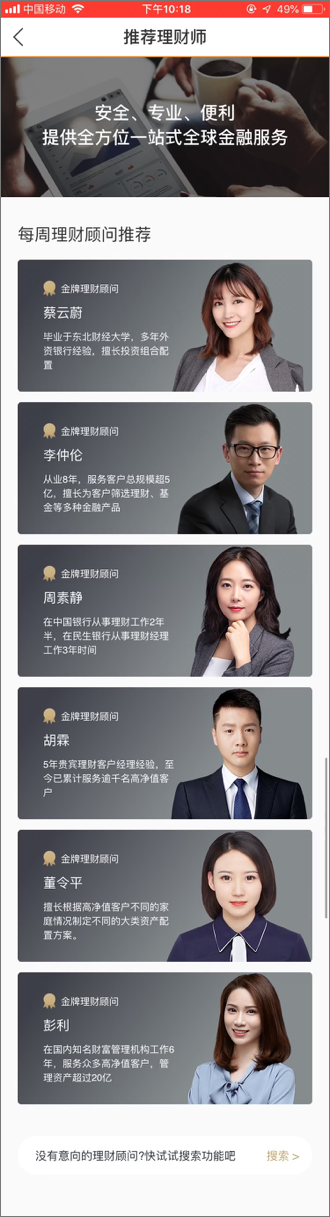 中国移动
下午10:18
49%
推荐理财师
安全、专业、便利
提供全方位一站式全球金融服务
每周理财顾问推荐
金牌理财顾问
蔡云蔚
毕业于东北财经大学，多年外
资银行经验，擅长投资组合配
置
金牌理财顾问
李仲伦
从业8年，服务客户总规模超5
亿，擅长为客户筛选理财、基
金等多种金融产品
金牌理财顾问
周素静
在中国银行从事理财工作2年
半，在民生银行从事理财经理
工作3年时间
金牌理财顾问
胡霖
5年贵宾理财客户经理经验，至
今已累计服务逾千名高净值客
户
金牌理财顾问
董令平
擅长根据高净值客户不同的家
庭情况制定不同的大类资产配
置方案。
金牌理财顾问
彭利
在国内知名财富管理机构工作6
年，服务众多高净值客户，管
理资产超过20亿
没有意向的理财顾问?快试试搜索功能吧
搜索 >